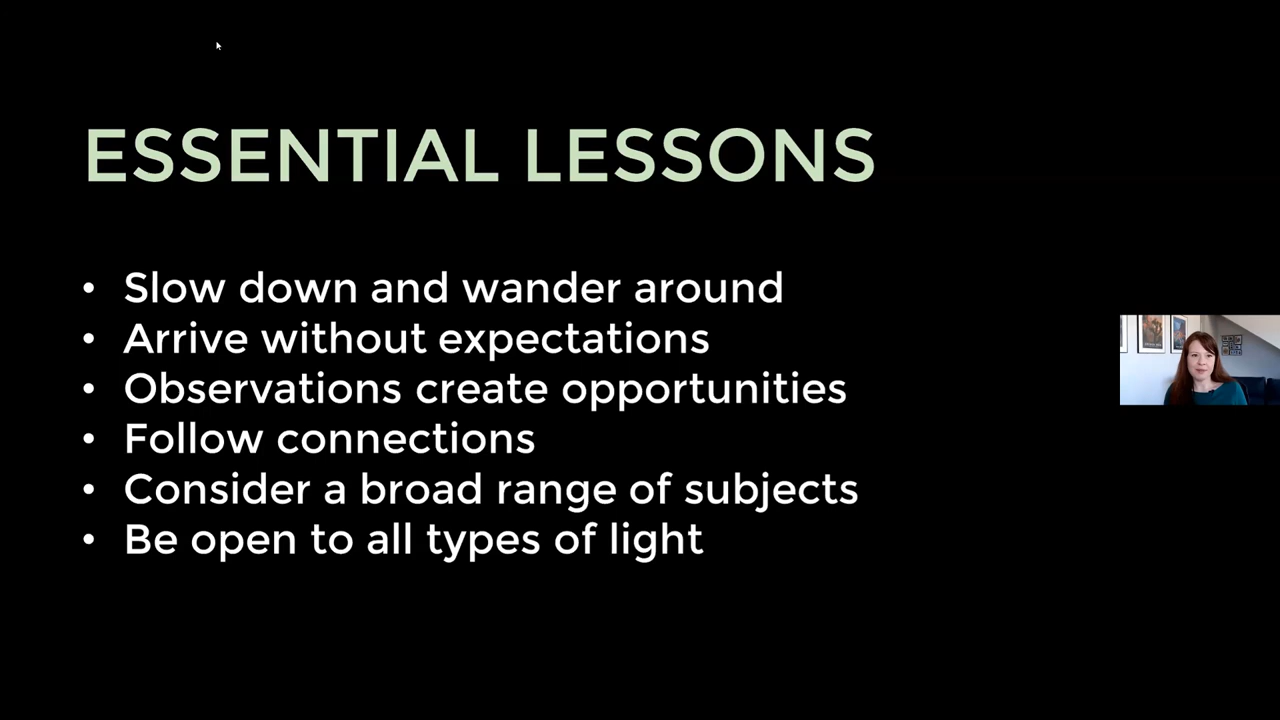 ESSENTIAL LESSONS
• Slow down and wander around
• Arrive without expectations
• Observations create opportunities
• Follow connections
• Consider a broad range of subjects
• Be open to all types of light